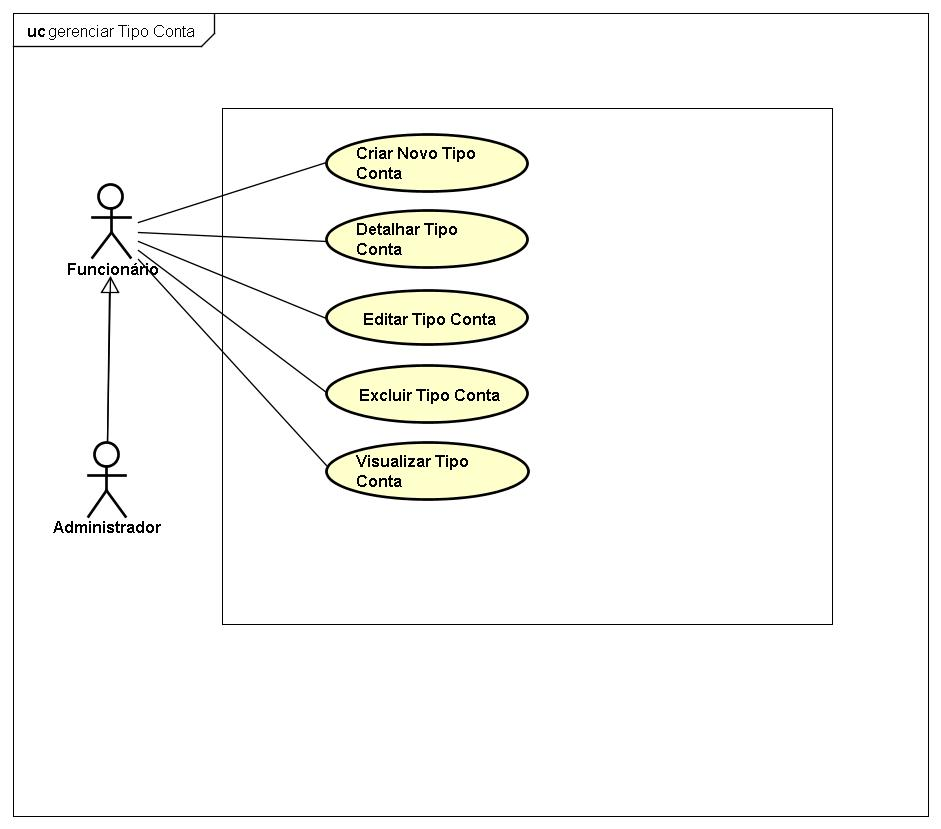 uc gerenciar Tipo Conta
Criar Novo Tipo
Conta
Detalhar Tipo
Conta
Funcionário
Editar Tipo Conta
Excluir Tipo Conta
Visualizar Tipo
Conta
Administrador